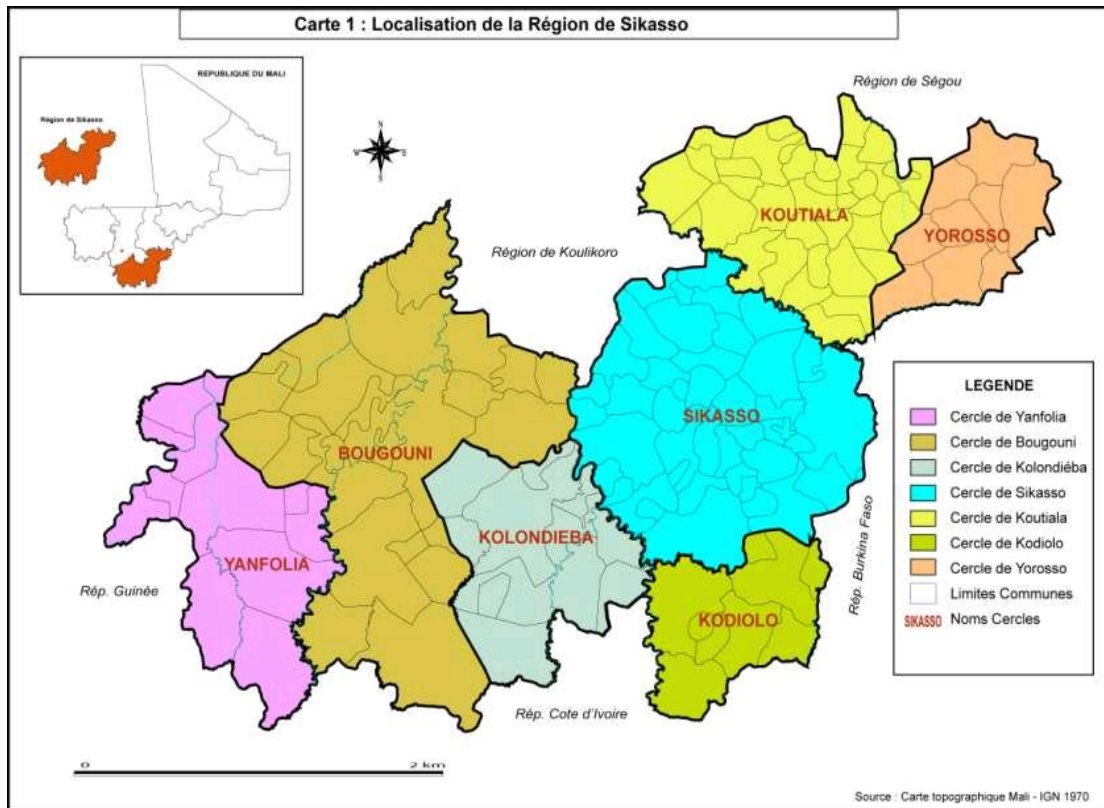 Carte 1 : Localisation de la Région de Sikasso
REPUBLIQUE DU MALI
Région de Sikasso
N
W
E
S
Région de Ségou
Région de Koulikoro
KOUTIALA
YOROSSO
SIKASSO
BOUGOUNI
KOLONDIEBA
YANFOLIA
KODIOLO
Rép. Guinée
Rép. Burkina Faso
Rép. Cote d'Ivoire
LEGENDE
Cercle de Yanfolia
Cercle de Bougouni
Cercle de Kolondiéba
Cercle de Sikasso
Cercle de Koutiala
Cercle de Kodiolo
Cercle de Yorosso
Limites Communes
SIKASSO Noms Cercles
0 2 km
Source : Carte topographique Mali - IGN 1970